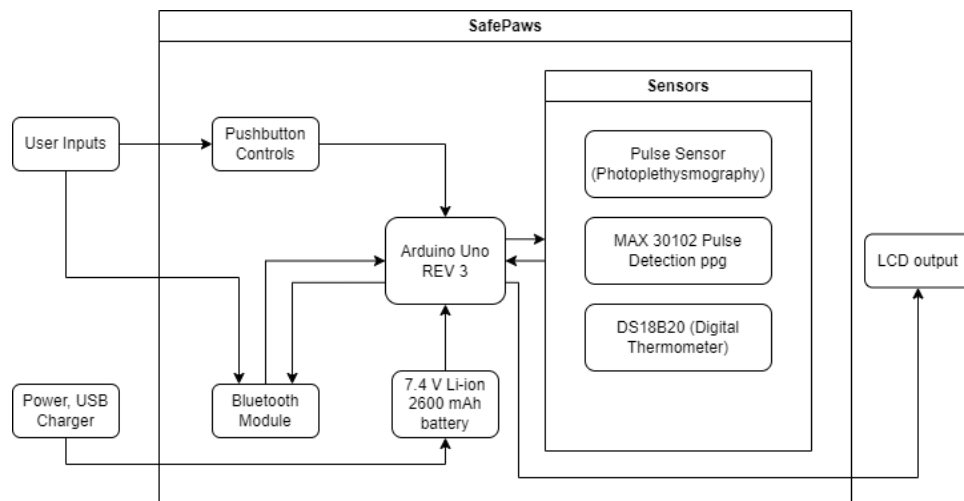 SafePaws
Sensors
User Inputs
Pushbutton
Controls
Pulse Sensor
(Photoplethysmography)
Arduino Uno
REV 3
MAX 30102 Pulse
Detection ppg
LCD output
DS18B20 (Digital
Thermometer)
Power, USB
Charger
Bluetooth
Module
7.4 V Li-ion
2600 mAh
battery